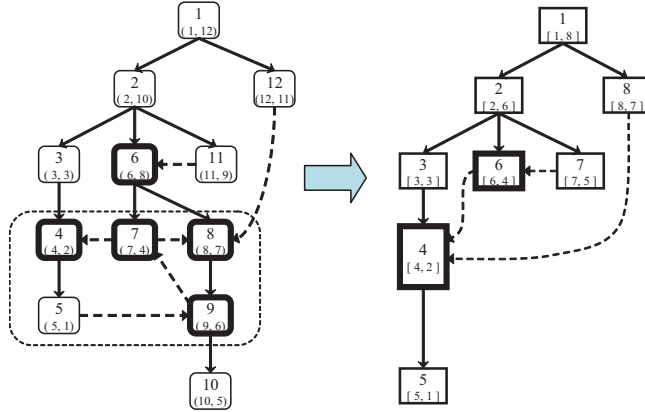 1
( 1, 12)
2
( 2, 10)
12
(12, 11)
3
( 3, 3)
6
( 6, 8)
11
(11, 9)
4
( 4, 2)
7
( 7, 4)
8
( 8, 7)
5
( 5, 1)
9
( 9, 6)
10
(10, 5)
1
[ 1, 8 ]
2
[ 2, 6 ]
8
[ 8, 7 ]
3
[ 3, 3 ]
6
[ 6, 4 ]
7
[ 7, 5 ]
4
[ 4, 2 ]
5
[ 5, 1 ]